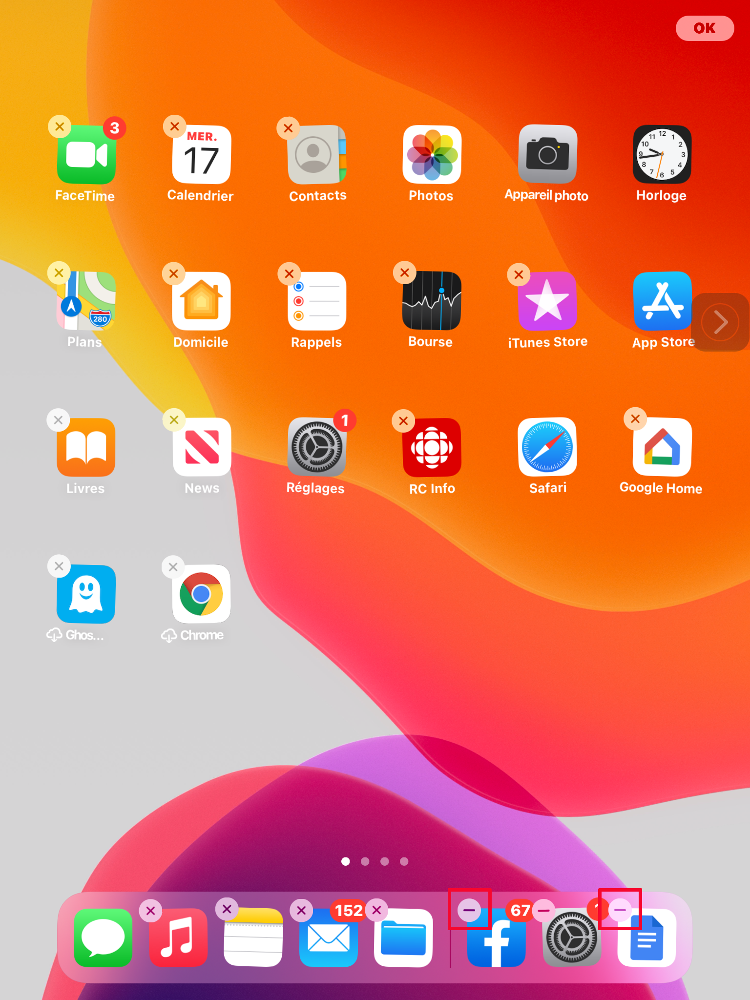 OK
3
MER.
17
12
11 1
10 2
9 3
8 4
7 5
6
FaceTime Calendrier Contacts Photos Appareil photo Horloge
280
Plans Domicile Rappels Bourse iTunes Store App Store
1
Livres News Réglages RC Info Safari Google Home
Ghos... Chrome
152 67 1